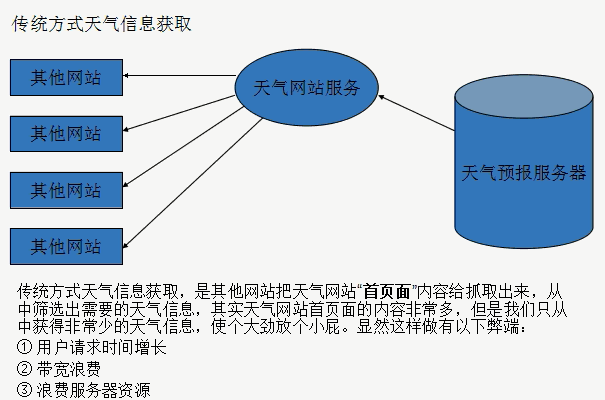 传统方式天气信息获取
其他网站
天气网站服务
其他网站
天气预报服务器
其他网站
其他网站
传统方式天气信息获取，是其他网站把天气网站“首页面”内容给抓取出来，从
中筛选出需要的天气信息，其实天气网站首页面的内容非常多，但是我们只从
中获得非常少的天气信息，使个大劲放个小屁。显然这样做有以下弊端：
① 用户请求时间增长
② 带宽浪费
③ 浪费服务器资源